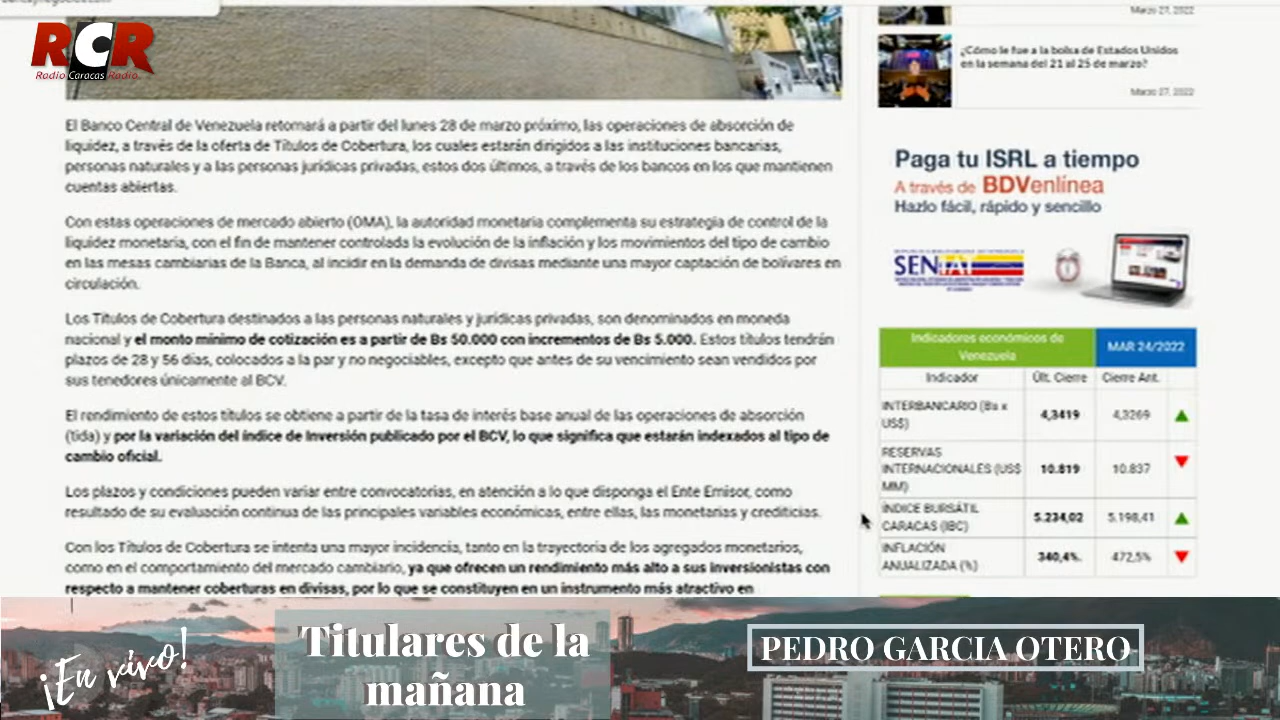 RCR
Radio Caracas Radio.
El Banco Central de Venezuela retomará a partir del lunes 28 de marzo próximo, las operaciones de absorción de
liquidez, a través de la oferta de Títulos de Cobertura, los cuales estarán dirigidos a las instituciones bancarias,
personas naturales y a las personas jurídicas privadas, estos dos últimos, a través de los bancos en los que mantienen
cuentas abiertas.
Con estas operaciones de mercado abierto (OMA), la autoridad monetaria complementa su estrategia de control de la
liquidez monetaria, con el fin de mantener controlada la evolución de la inflación y los movimientos del tipo de cambio
en las mesas cambiarias de la Banca, al incidir en la demanda de divisas mediante una mayor captación de bolívares en
circulación.
Los Títulos de Cobertura destinados a las personas naturales y jurídicas privadas, son denominados en moneda
nacional y el monto mínimo de cotización es a partir de Bs 50.000 con incrementos de Bs 5.000. Estos títulos tendrán
plazos de 28 y 56 días, colocados a la par y no negociables, excepto que antes de su vencimiento sean vendidos por
sus tenedores únicamente al BCV.
El rendimiento de estos títulos se obtiene a partir de la tasa de interés base anual de las operaciones de absorción
(tida) y por la variación del índice de Inversión publicado por el BCV, lo que significa que estarán indexados al tipo de
cambio oficial.
Los plazos y condiciones pueden variar entre convocatorias, en atención a lo que disponga el Ente Emisor, como
resultado de su evaluación continua de las principales variables económicas, entre ellas, las monetarias y crediticias.
Con los Títulos de Cobertura se intenta una mayor incidencia, tanto en la trayectoria de los agregados monetarios,
como en el comportamiento del mercado cambiario, ya que ofrecen un rendimiento más alto a sus inversionistas con
respecto a mantener coberturas en divisas, por lo que se constituyen en un instrumento más atractivo en
Marzo 27, 2022
¿Cómo le fue a la bolsa de Estados Unidos
en la semana del 21 al 25 de marzo?
Marzo 27, 2022
Paga tu ISRL a tiempo
A través de BDVenlínea
Hazlo fácil, rápido y sencillo
SENIAT
Indicadores económicos de
Venezuela
MAR 24/2022
Indicador Últ. Cierre Cierre Ant.
INTERBANCARIO (Bs x
US$) 4,3419 4,3269
RESERVAS
INTERNACIONALES (US$
MM) 10.819 10.837
ÍNDICE BURSÁTIL
CARACAS (IBC) 5.234,02 5.198,41
INFLACIÓN
ANUALIZADA (%) 340,4% 472,5%
¡En vivo!
Titulares de la
mañana
PEDRO GARCIA OTERO